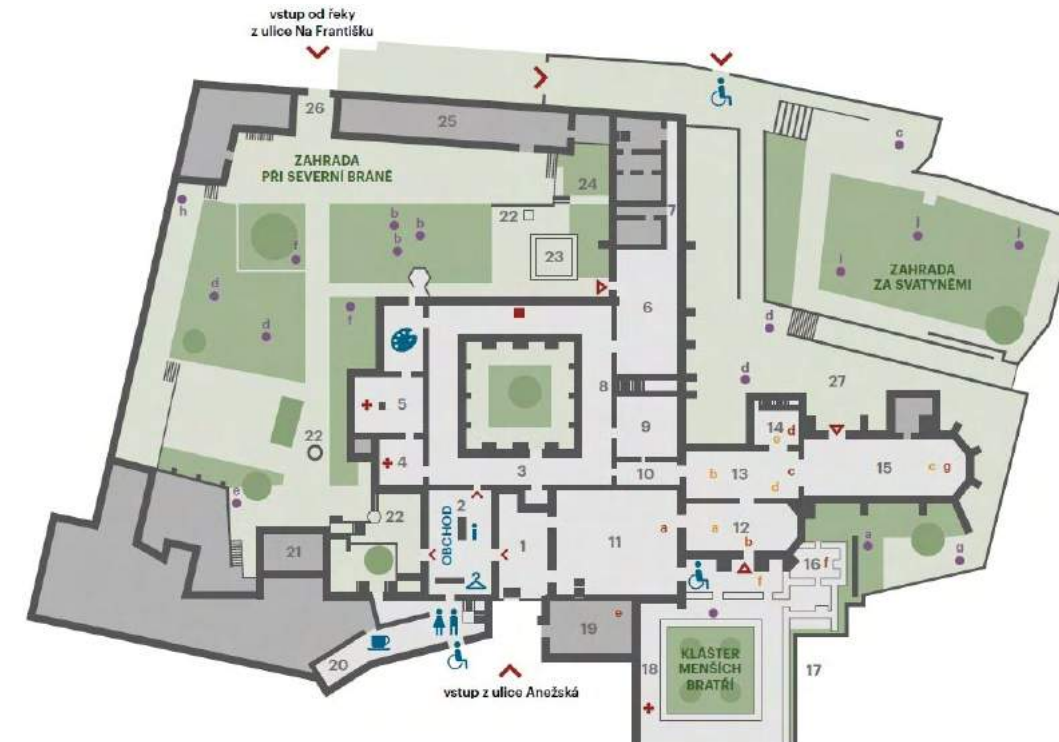 vstup od řeky
z ulice Na Františku
26
25
c
ZAHRADA
PŘI SEVERNÍ BRÁNĚ
24
7
h
b
b
b
22
j
j
f
23
i
ZAHRADA
ZA SVATYNĚMI
d
f
6
d
d
8
d
27
5
9
14
d
e
22
4
3
10
b
13
c
d
15
c
g
e
22
2
OBCHOD
i
1
11
a
a
12
b
a
g
21
2
16
f
f
19
e
20
18
KLÁŠTER
MENŠÍCH
BRATŘÍ
17
vstup z ulice Anežská